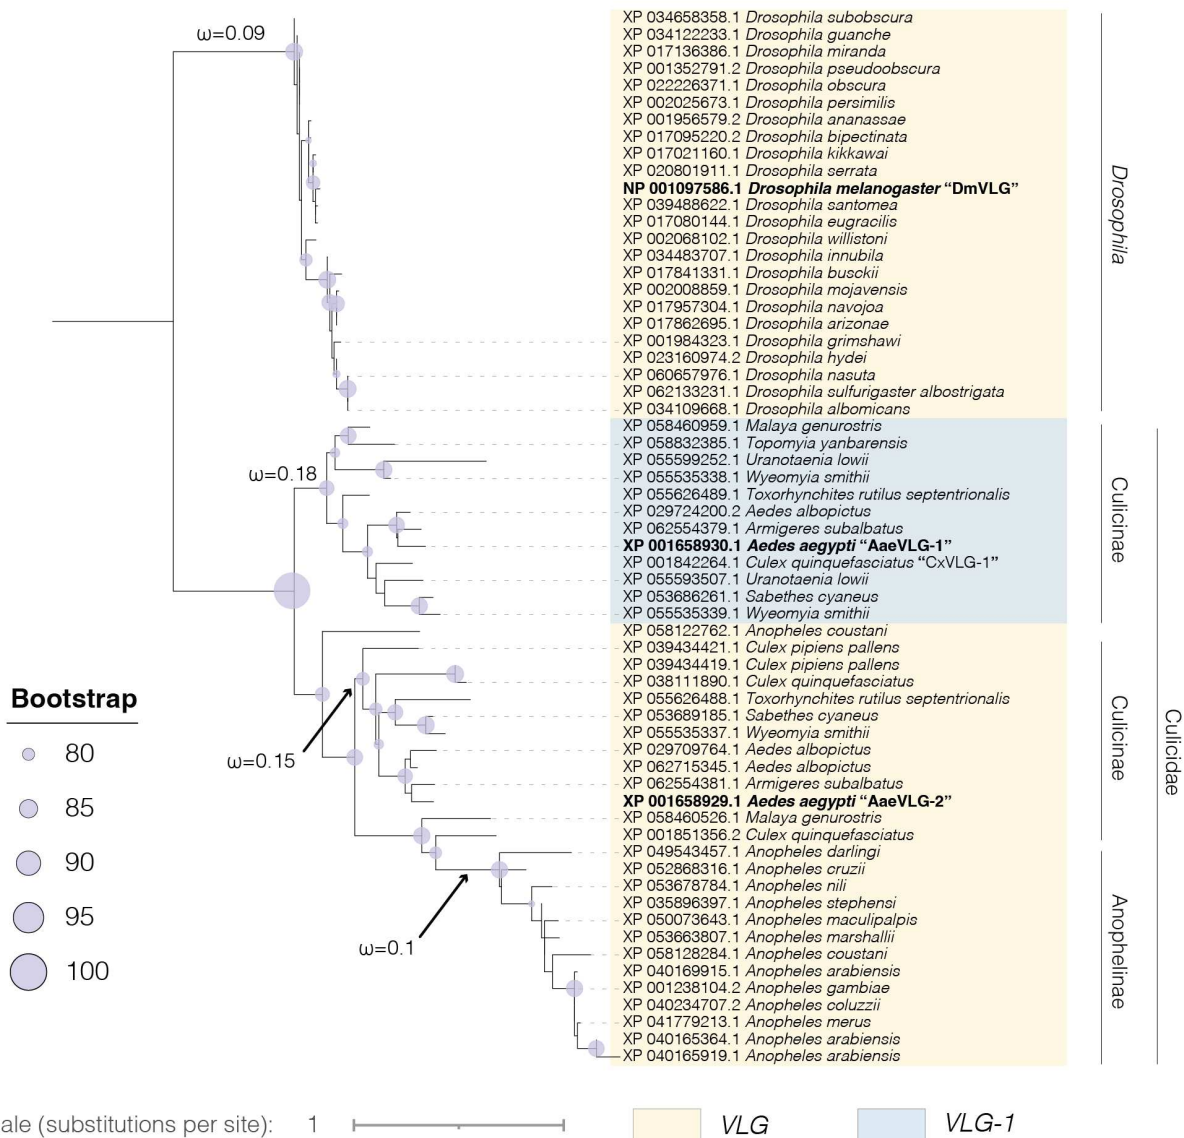 ω=0.09
XP 034658358.1 Drosophila subobscura
XP 034122233.1 Drosophila guanche
XP 017136386.1 Drosophila miranda
XP 001352791.2 Drosophila pseudoobscura
XP 022226371.1 Drosophila obscura
XP 002025673.1 Drosophila persimilis
XP 001956579.2 Drosophila ananassae
XP 017095220.2 Drosophila bipectinata
XP 017021160.1 Drosophila kikkawai
XP 020801911.1 Drosophila serrata
NP 001097586.1 Drosophila melanogaster “DmVLG”
XP 039488622.1 Drosophila santomea
XP 017080144.1 Drosophila eugracilis
XP 002068102.1 Drosophila willistoni
XP 034483707.1 Drosophila innubila
XP 017841331.1 Drosophila busckii
XP 002008859.1 Drosophila mojavensis
XP 017957304.1 Drosophila navojoa
XP 017862695.1 Drosophila arizonae
XP 001984323.1 Drosophila grimshawi
XP 023160974.2 Drosophila hydei
XP 060657976.1 Drosophila nasuta
XP 062133231.1 Drosophila sulfurigaster albostrigata
XP 034109668.1 Drosophila albomicans
Drosophila
ω=0.18
XP 058460959.1 Malaya genurostris
XP 058832385.1 Topomyia yanbarensis
XP 055599252.1 Uranotaenia lowii
XP 055535338.1 Wyeomyia smithii
XP 055626489.1 Toxorhynchites rutilus septentrionalis
XP 029724200.2 Aedes albopictus
XP 062554379.1 Armigeres subalbatus
XP 001658930.1 Aedes aegypti “AaeVLG-1”
XP 001842264.1 Culex quinquefasciatus “CxVLG-1”
XP 055593507.1 Uranotaenia lowii
XP 053686261.1 Sabethes cyaneus
XP 055535339.1 Wyeomyia smithii
Culicinae
XP 058122762.1 Anopheles coustani
XP 039434421.1 Culex pipiens pallens
XP 039434419.1 Culex pipiens pallens
XP 038111890.1 Culex quinquefasciatus
XP 055626488.1 Toxorhynchites rutilus septentrionalis
XP 053689185.1 Sabethes cyaneus
XP 055535337.1 Wyeomyia smithii
XP 029709764.1 Aedes albopictus
XP 062715345.1 Aedes albopictus
XP 062554381.1 Armigeres subalbatus
XP 001658929.1 Aedes aegypti “AaeVLG-2”
XP 058460526.1 Malaya genurostris
XP 001851356.2 Culex quinquefasciatus
Culicinae
Culicidae
ω=0.15
XP 049543457.1 Anopheles darlingi
XP 052868316.1 Anopheles cruzii
XP 053678784.1 Anopheles nili
XP 035896397.1 Anopheles stephensi
XP 050073643.1 Anopheles maculipalpis
XP 053663807.1 Anopheles marshallii
XP 058128284.1 Anopheles coustani
XP 040169915.1 Anopheles arabiensis
XP 001238104.2 Anopheles gambiae
XP 040234707.2 Anopheles coluzzii
XP 041779213.1 Anopheles merus
XP 040165364.1 Anopheles arabiensis
XP 040165919.1 Anopheles arabiensis
Anophelinae
ω=0.1
Bootstrap
80
85
90
95
100
ale (substitutions per site): 1
VLG
VLG-1